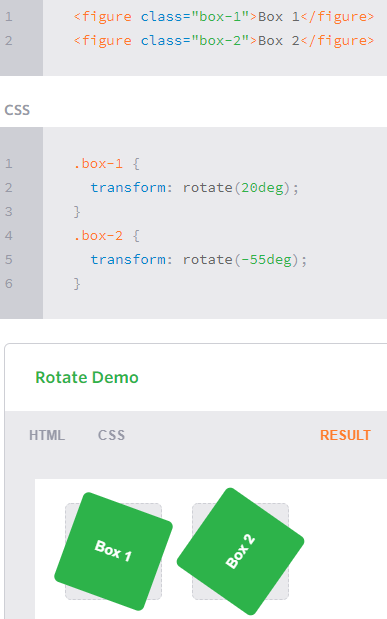 1 <figure class="box-1">Box 1</figure>
2 <figure class="box-2">Box 2</figure>
CSS
1 .box-1 {
2   transform: rotate(20deg);
3 }
4 .box-2 {
5   transform: rotate(-55deg);
6 }
Rotate Demo
HTML CSS RESULT
Box 1 Box 2